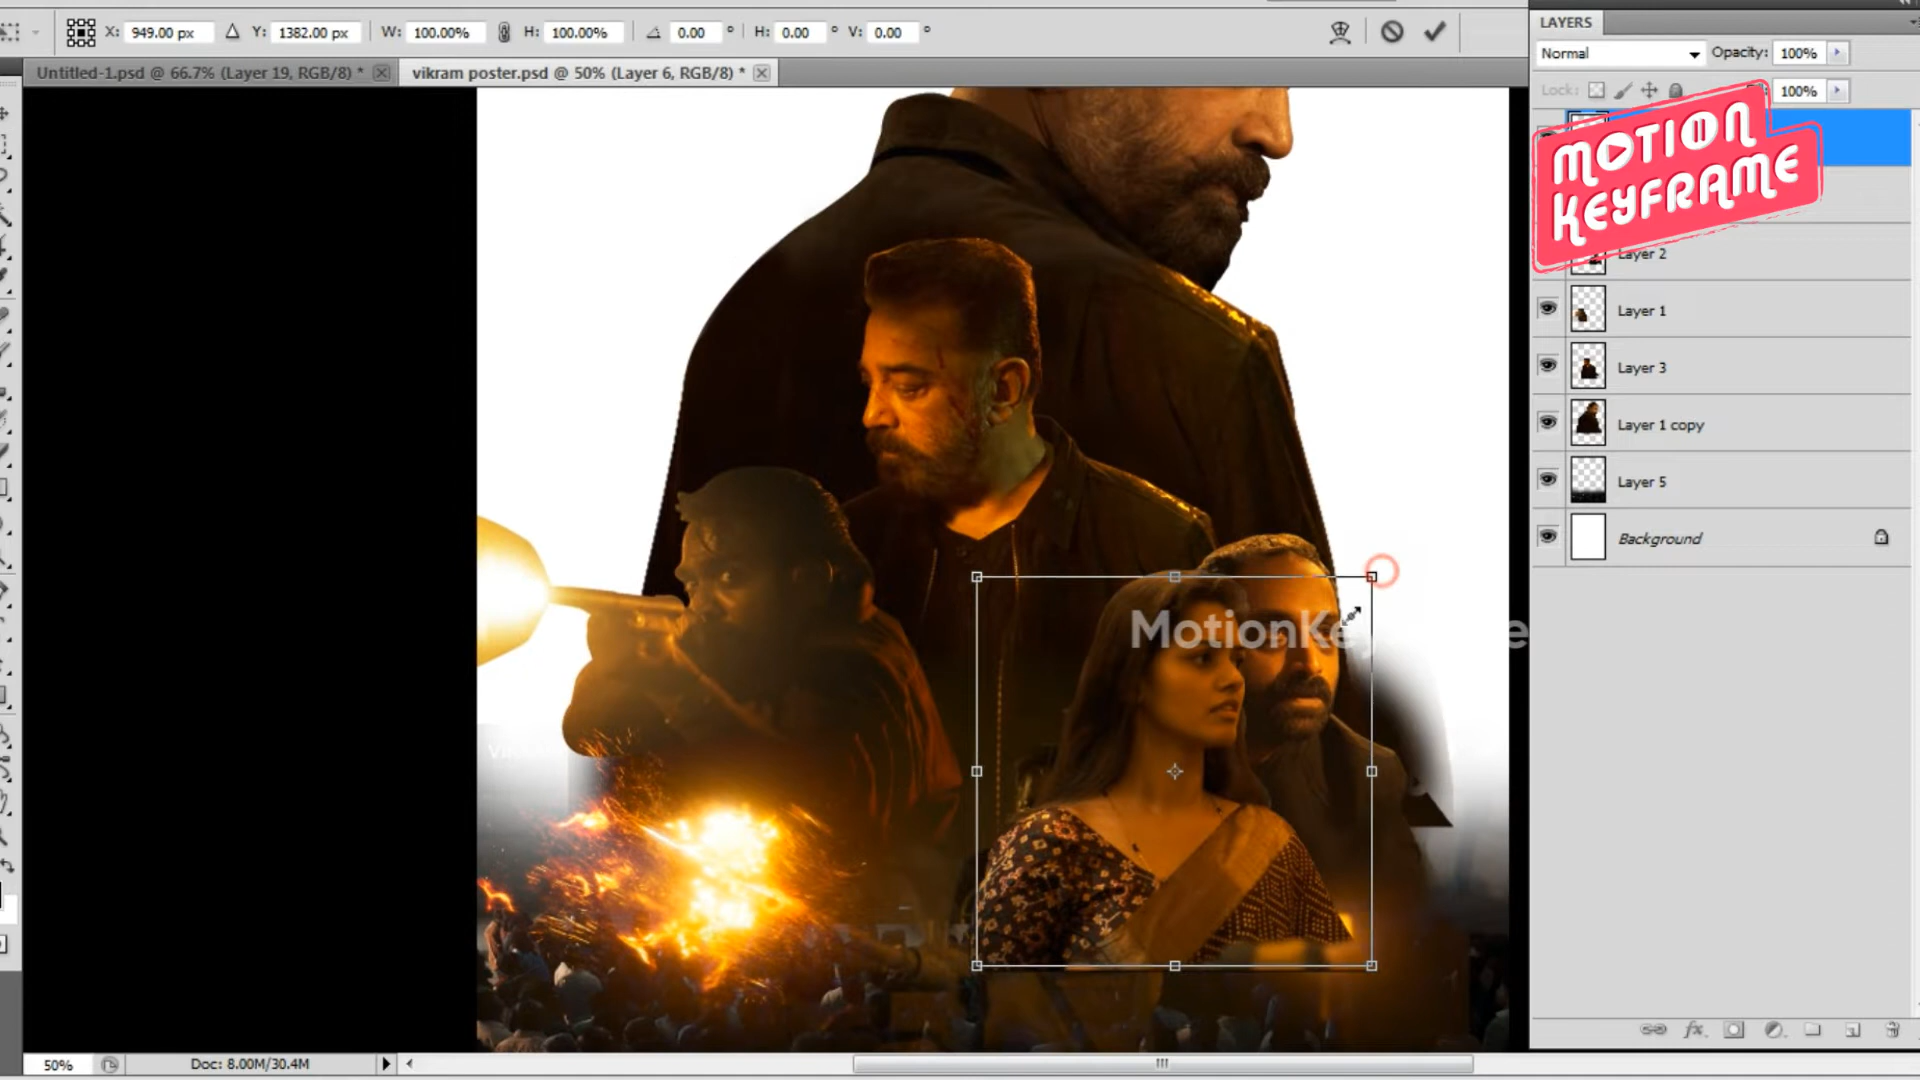 X: 949.00 px Y: 1382.00 px W: 100.00% H: 100.00% 0.00 ° H: 0.00 ° V: 0.00 °
LAYERS
Normal Opacity: 100%
Untitled-1.psd @ 66.7% (Layer 19, RGB/8) *
vikram poster.psd @ 50% (Layer 6, RGB/8) *
Lock: 100%
MOTION
KEYFRAME
Layer 2
Layer 1
Layer 3
Layer 1 copy
Layer 5
Background
50% Doc: 8.00M/30.4M